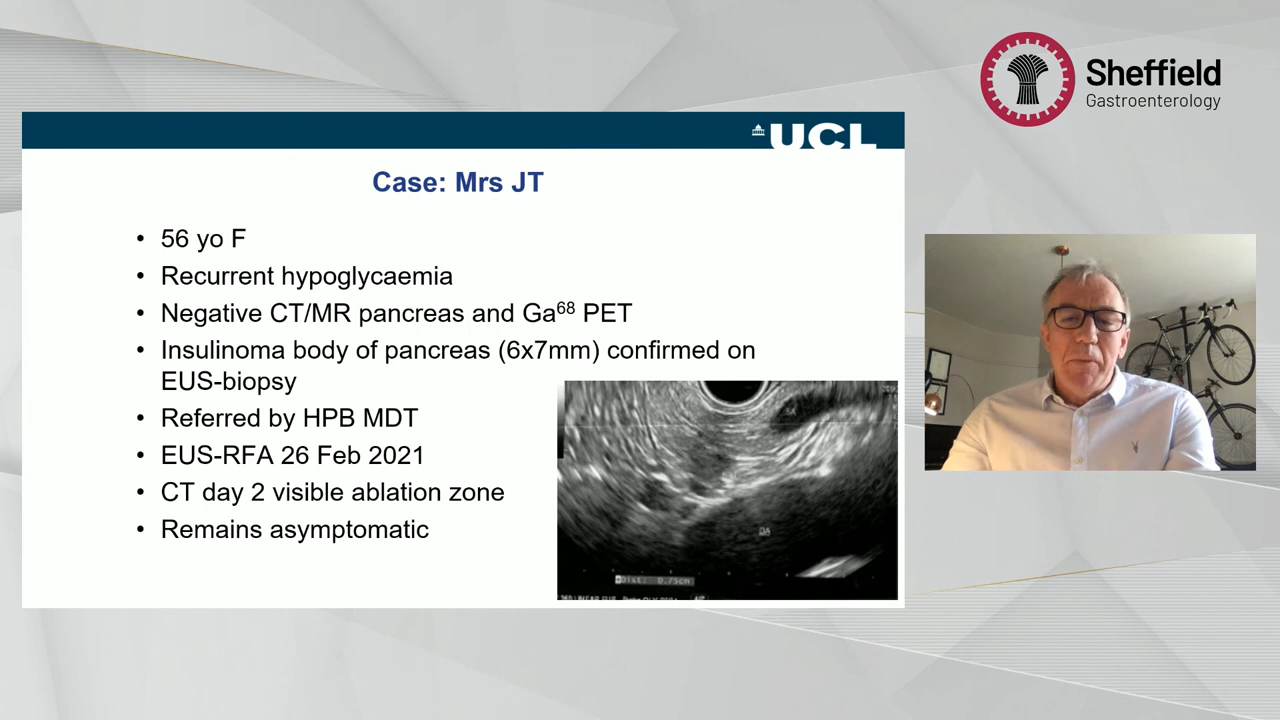 Sheffield
Gastroenterology
UCL
Case: Mrs JT
• 56 yo F
• Recurrent hypoglycaemia
• Negative CT/MR pancreas and Ga⁶⁸ PET
• Insulinoma body of pancreas (6x7mm) confirmed on
EUS-biopsy
• Referred by HPB MDT
• EUS-RFA 26 Feb 2021
• CT day 2 visible ablation zone
• Remains asymptomatic
0.75cm